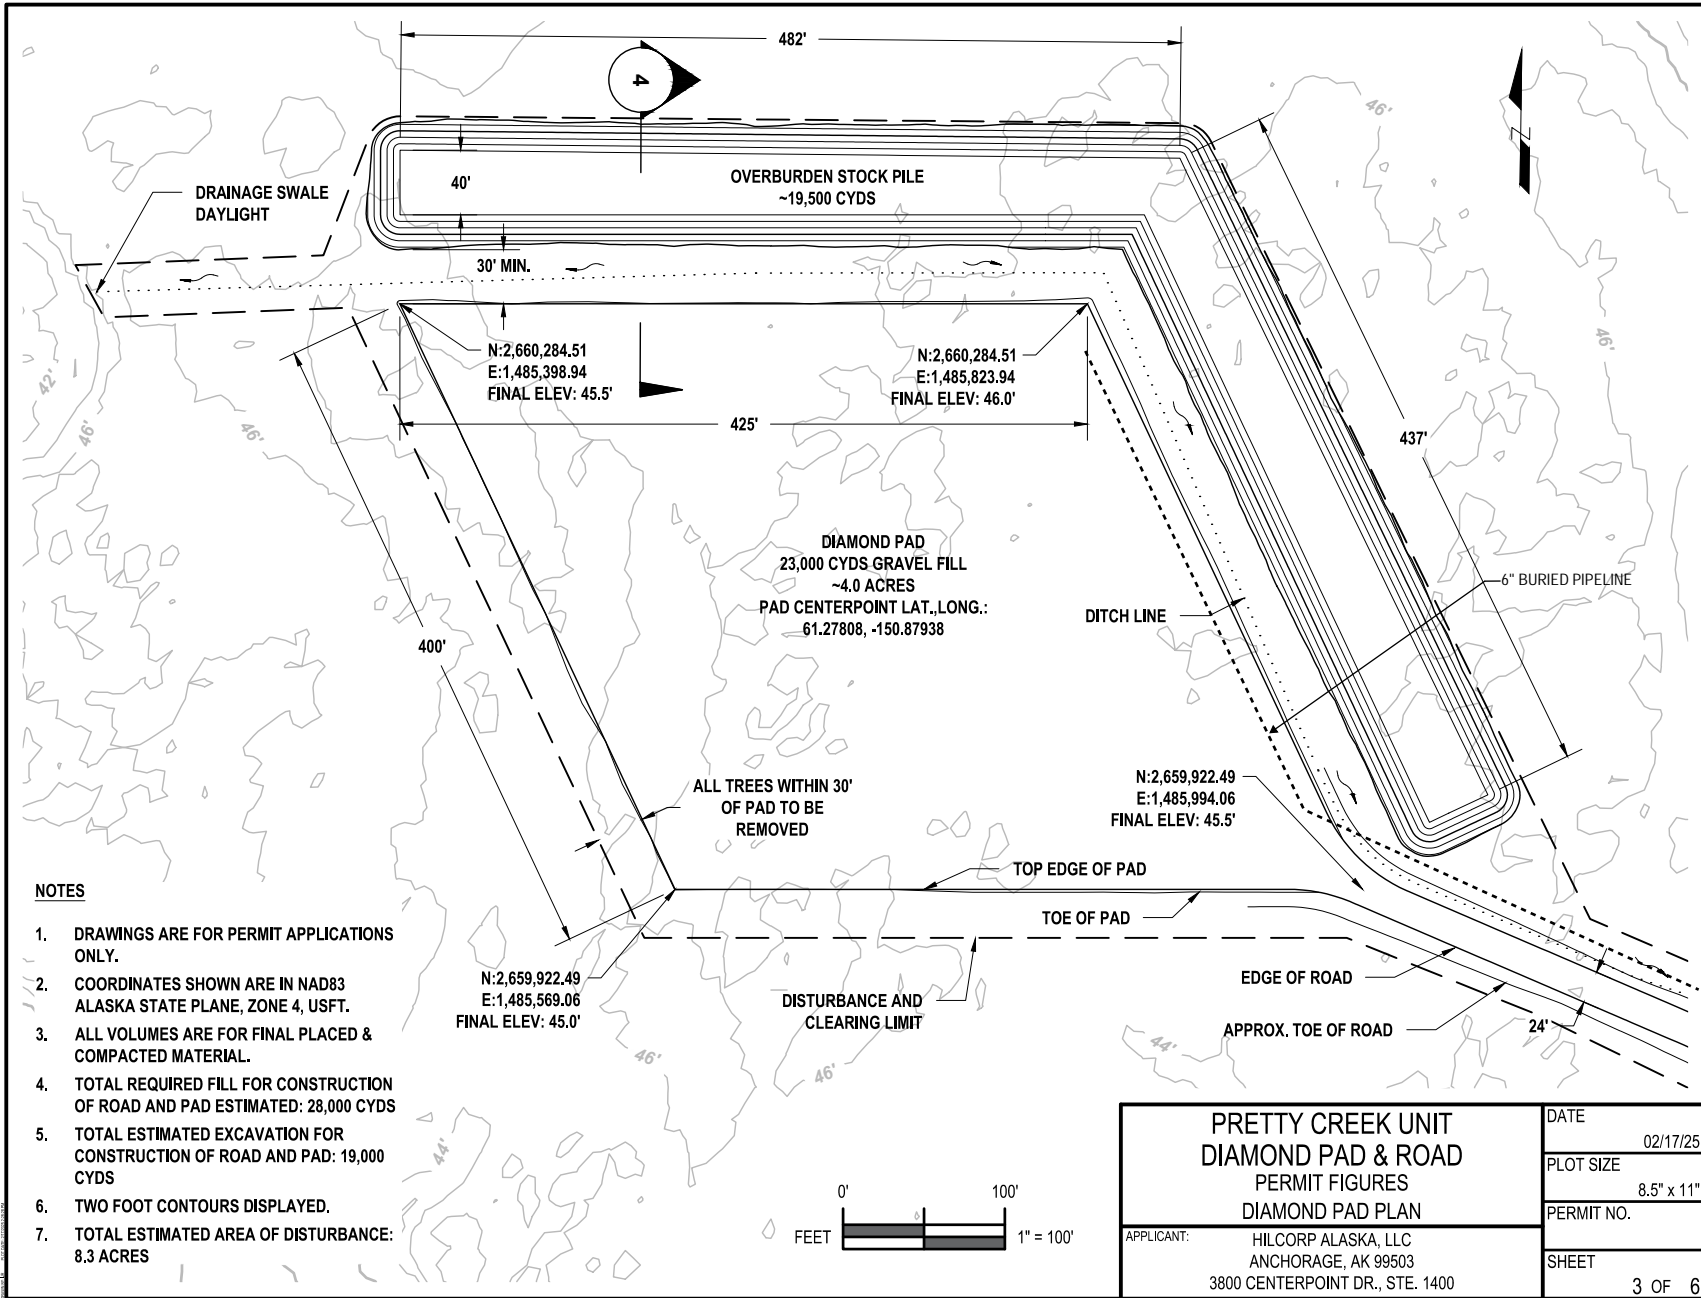 482'
4
46'
Z
DRAINAGE SWALE
DAYLIGHT
40'
OVERBURDEN STOCK PILE
~19,500 CYDS
30' MIN.
N:2,660,284.51
E:1,485,398.94
FINAL ELEV: 45.5'
N:2,660,284.51
E:1,485,823.94
FINAL ELEV: 46.0'
46'
42'
46'
46'
425'
437'
DIAMOND PAD
23,000 CYDS GRAVEL FILL
~4.0 ACRES
PAD CENTERPOINT LAT.,LONG.:
61.27808, -150.87938
6" BURIED PIPELINE
DITCH LINE
400'
ALL TREES WITHIN 30'
OF PAD TO BE
REMOVED
N:2,659,922.49
E:1,485,994.06
FINAL ELEV: 45.5'
TOP EDGE OF PAD
TOE OF PAD
N:2,659,922.49
E:1,485,569.06
FINAL ELEV: 45.0'
DISTURBANCE AND
CLEARING LIMIT
EDGE OF ROAD
APPROX. TOE OF ROAD
24'
46'
46'
44'
44'
NOTES
1. DRAWINGS ARE FOR PERMIT APPLICATIONS
ONLY.
2. COORDINATES SHOWN ARE IN NAD83
ALASKA STATE PLANE, ZONE 4, USFT.
3. ALL VOLUMES ARE FOR FINAL PLACED &
COMPACTED MATERIAL.
4. TOTAL REQUIRED FILL FOR CONSTRUCTION
OF ROAD AND PAD ESTIMATED: 28,000 CYDS
5. TOTAL ESTIMATED EXCAVATION FOR
CONSTRUCTION OF ROAD AND PAD: 19,000
CYDS
6. TWO FOOT CONTOURS DISPLAYED.
7. TOTAL ESTIMATED AREA OF DISTURBANCE:
8.3 ACRES
0' 100'
FEET 1" = 100'
PRETTY CREEK UNIT
DIAMOND PAD & ROAD
PERMIT FIGURES
DIAMOND PAD PLAN
APPLICANT: HILCORP ALASKA, LLC
ANCHORAGE, AK 99503
3800 CENTERPOINT DR., STE. 1400
DATE
02/17/25
PLOT SIZE
8.5" x 11"
PERMIT NO.
SHEET
3 OF 6